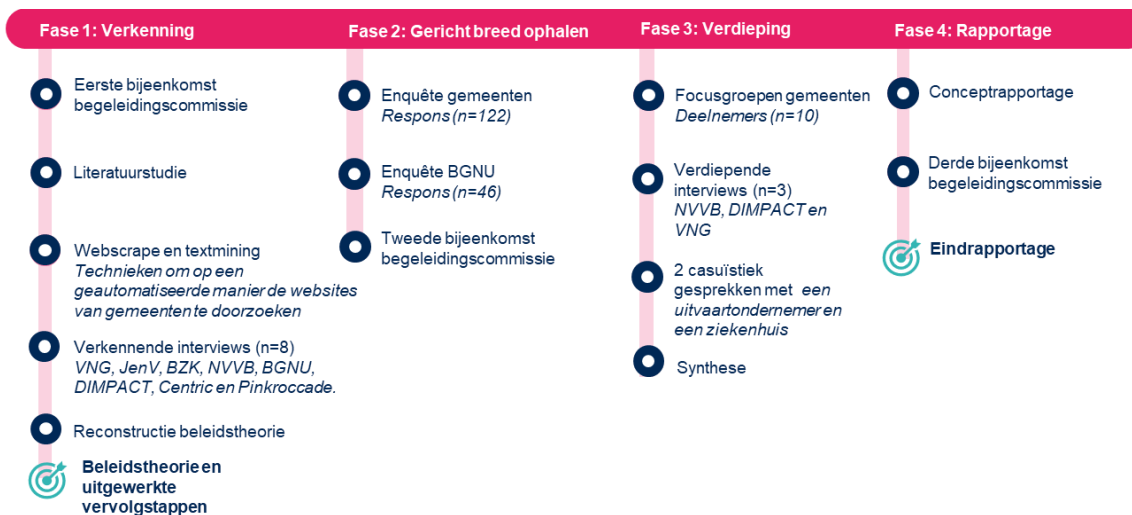 Fase 1: Verkenning
Eerste bijeenkomst
begeleidingscommissie
Literatuurstudie
Webscrape en textmining
Technieken om op een
geautomatiseerde manier de websites
van gemeenten te doorzoeken
Verkennende interviews (n=8)
VNG, JenV, BZK, NVVB, BGNU,
DIMPACT, Centric en Pinkroccade.
Reconstructie beleidstheorie
Beleidstheorie en
uitgewerkte
vervolgstappen
Fase 2: Gericht breed ophalen
Enquête gemeenten
Respons (n=122)
Enquête BGNU
Respons (n=46)
Tweede bijeenkomst
begeleidingscommissie
Fase 3: Verdieping
Focusgroepen gemeenten
Deelnemers (n=10)
Verdiepende
interviews (n=3)
NVVB, DIMPACT en
VNG
2 casuïstiek
gesprekken met een
uitvaartondernemer en
een ziekenhuis
Synthese
Fase 4: Rapportage
Conceptrapportage
Derde bijeenkomst
begeleidingscommissie
Eindrapportage